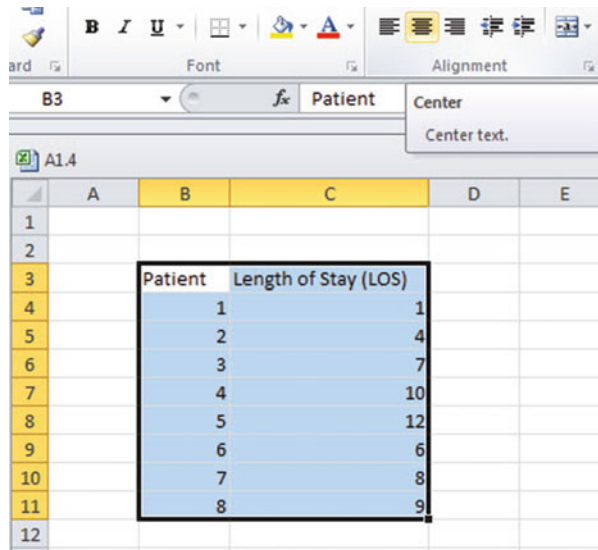 B I U A a
ard Font Alignment
B3 fx Patient
Center
Center text.
A1.4
A B C D E
1
2
3 Patient Length of Stay (LOS)
4 1 1
5 2 4
6 3 7
7 4 10
8 5 12
9 6 6
10 7 8
11 8 9
12